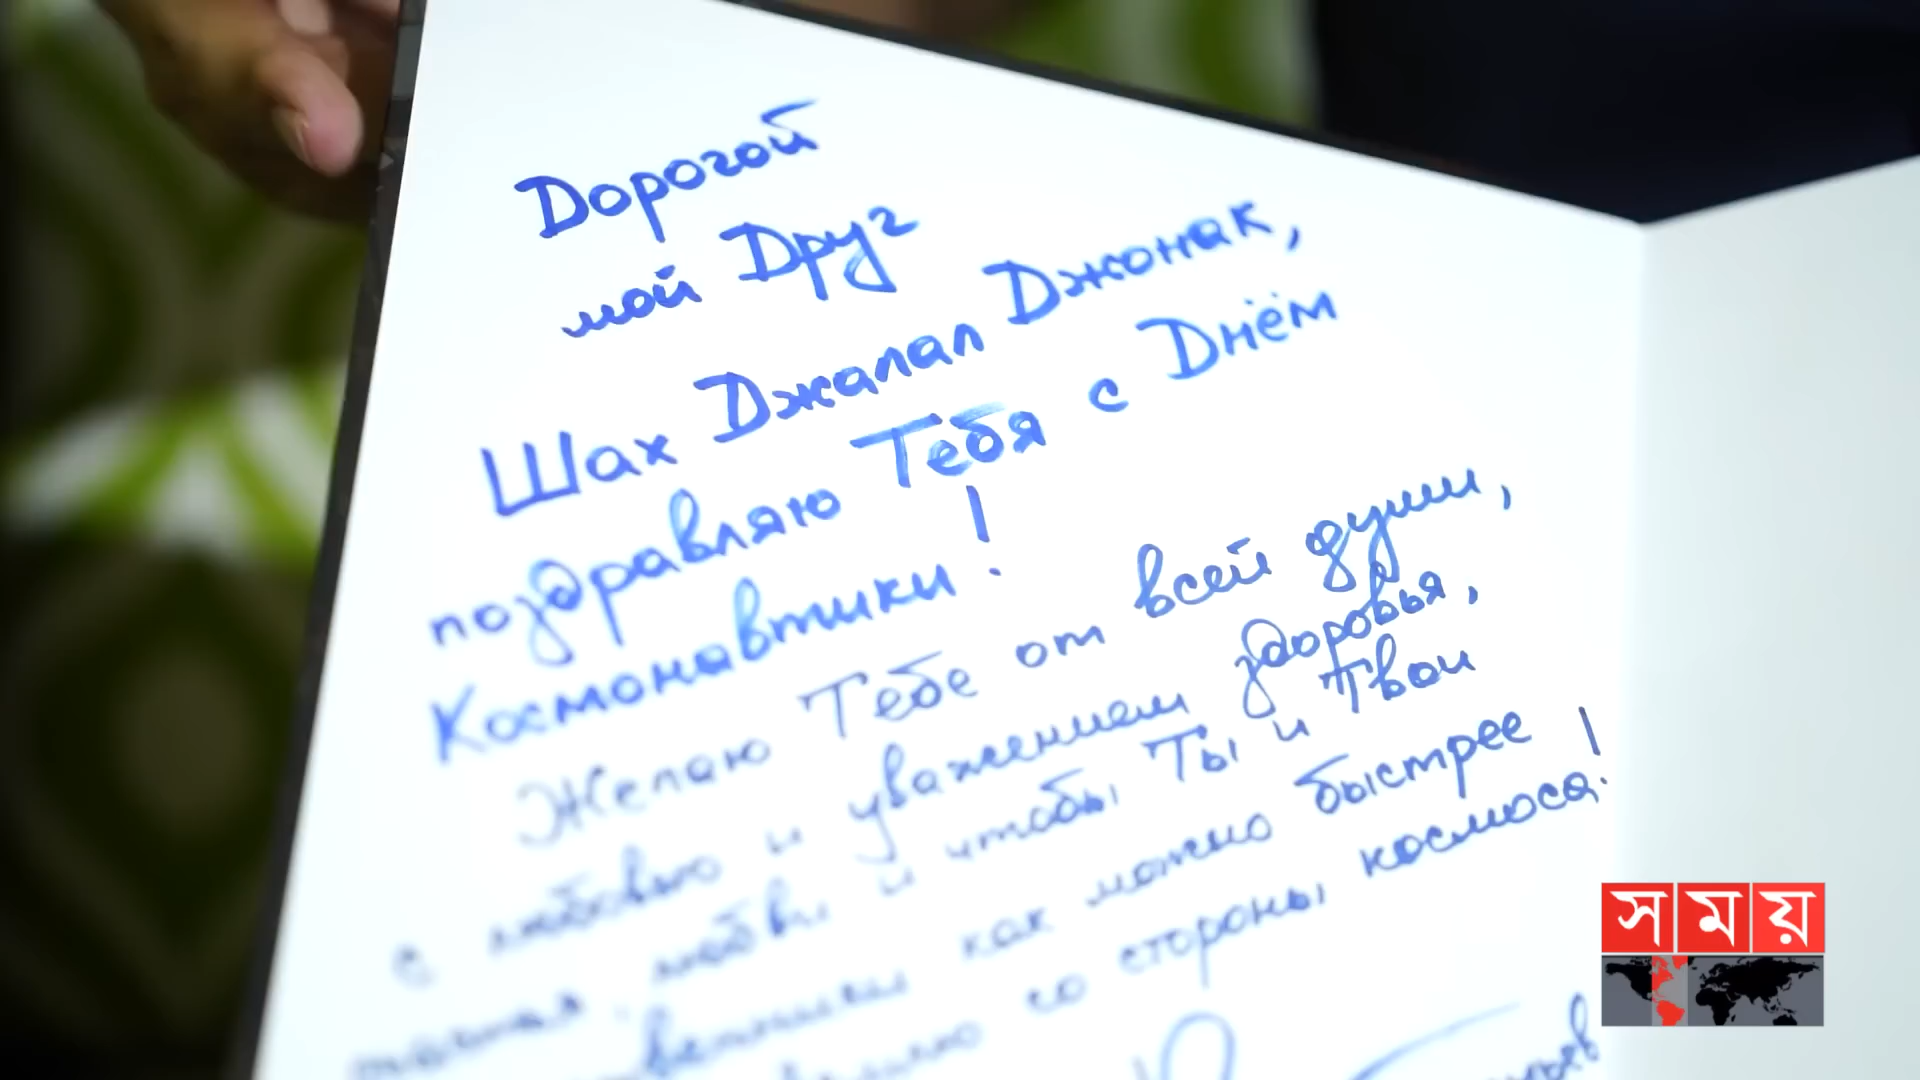 Дорогой
мой Друг
Шах Джалал Джонак,
поздравляю Тебя с Днём
Космонавтики!
Желаю Тебе от всей души,
с любовью и уважением здоровья,
любви и чтобы Ты и Твои
как можно быстрее
со стороны космоса!
সময়